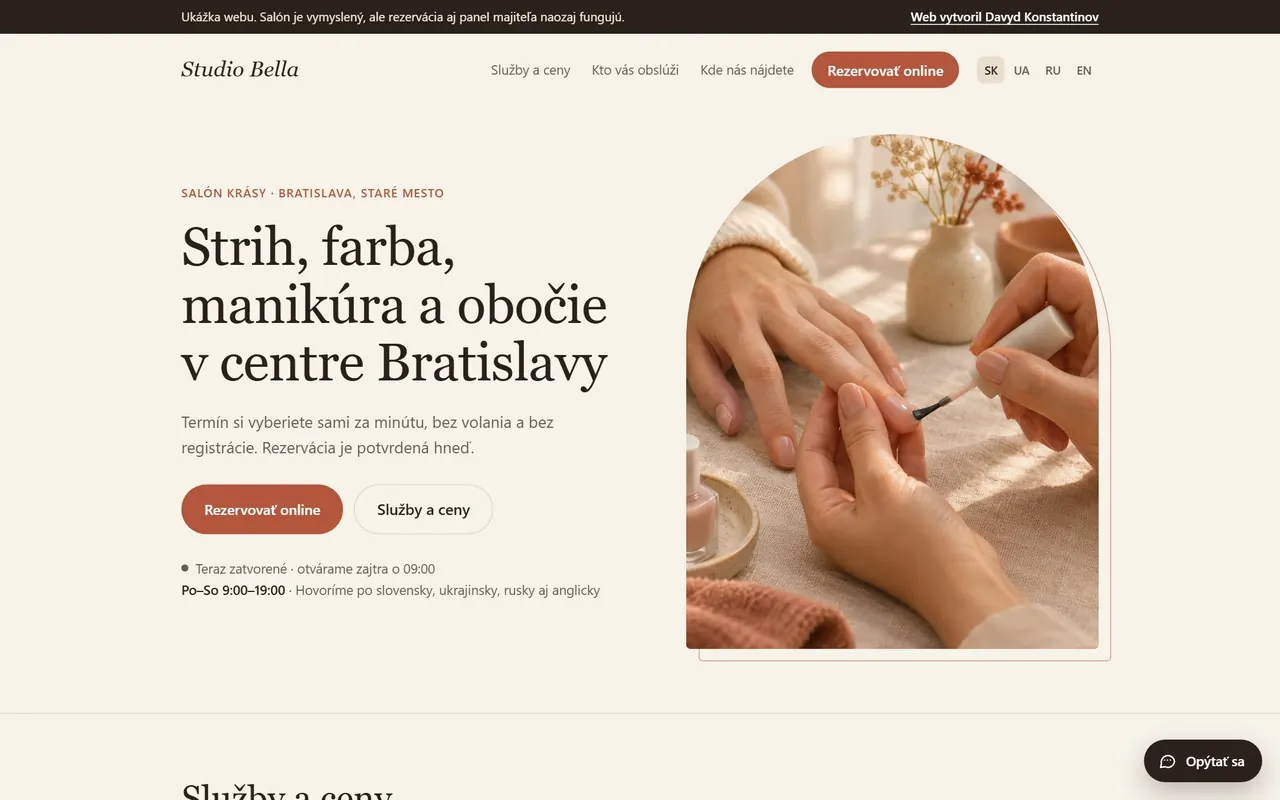 Ukážka webu. Salón je vymyslený, ale rezervácia aj panel majiteľa naozaj fungujú.
Web vytvoril Davyd Konstantinov
Studio Bella
Služby a ceny
Kto vás obslúži
Kde nás nájdete
Rezervovať online
SK
UA
RU
EN
SALÓN KRÁSY · BRATISLAVA, STARÉ MESTO
Strih, farba,
manikúra a obočie
v centre Bratislavy
Termín si vyberiete sami za minútu, bez volania a bez
registrácie. Rezervácia je potvrdená hneď.
Rezervovať online
Služby a ceny
Teraz zatvorené · otvárame zajtra o 09:00
Po–So 9:00–19:00 · Hovoríme po slovensky, ukrajinsky, rusky aj anglicky
Služby a ceny
Opýtať sa